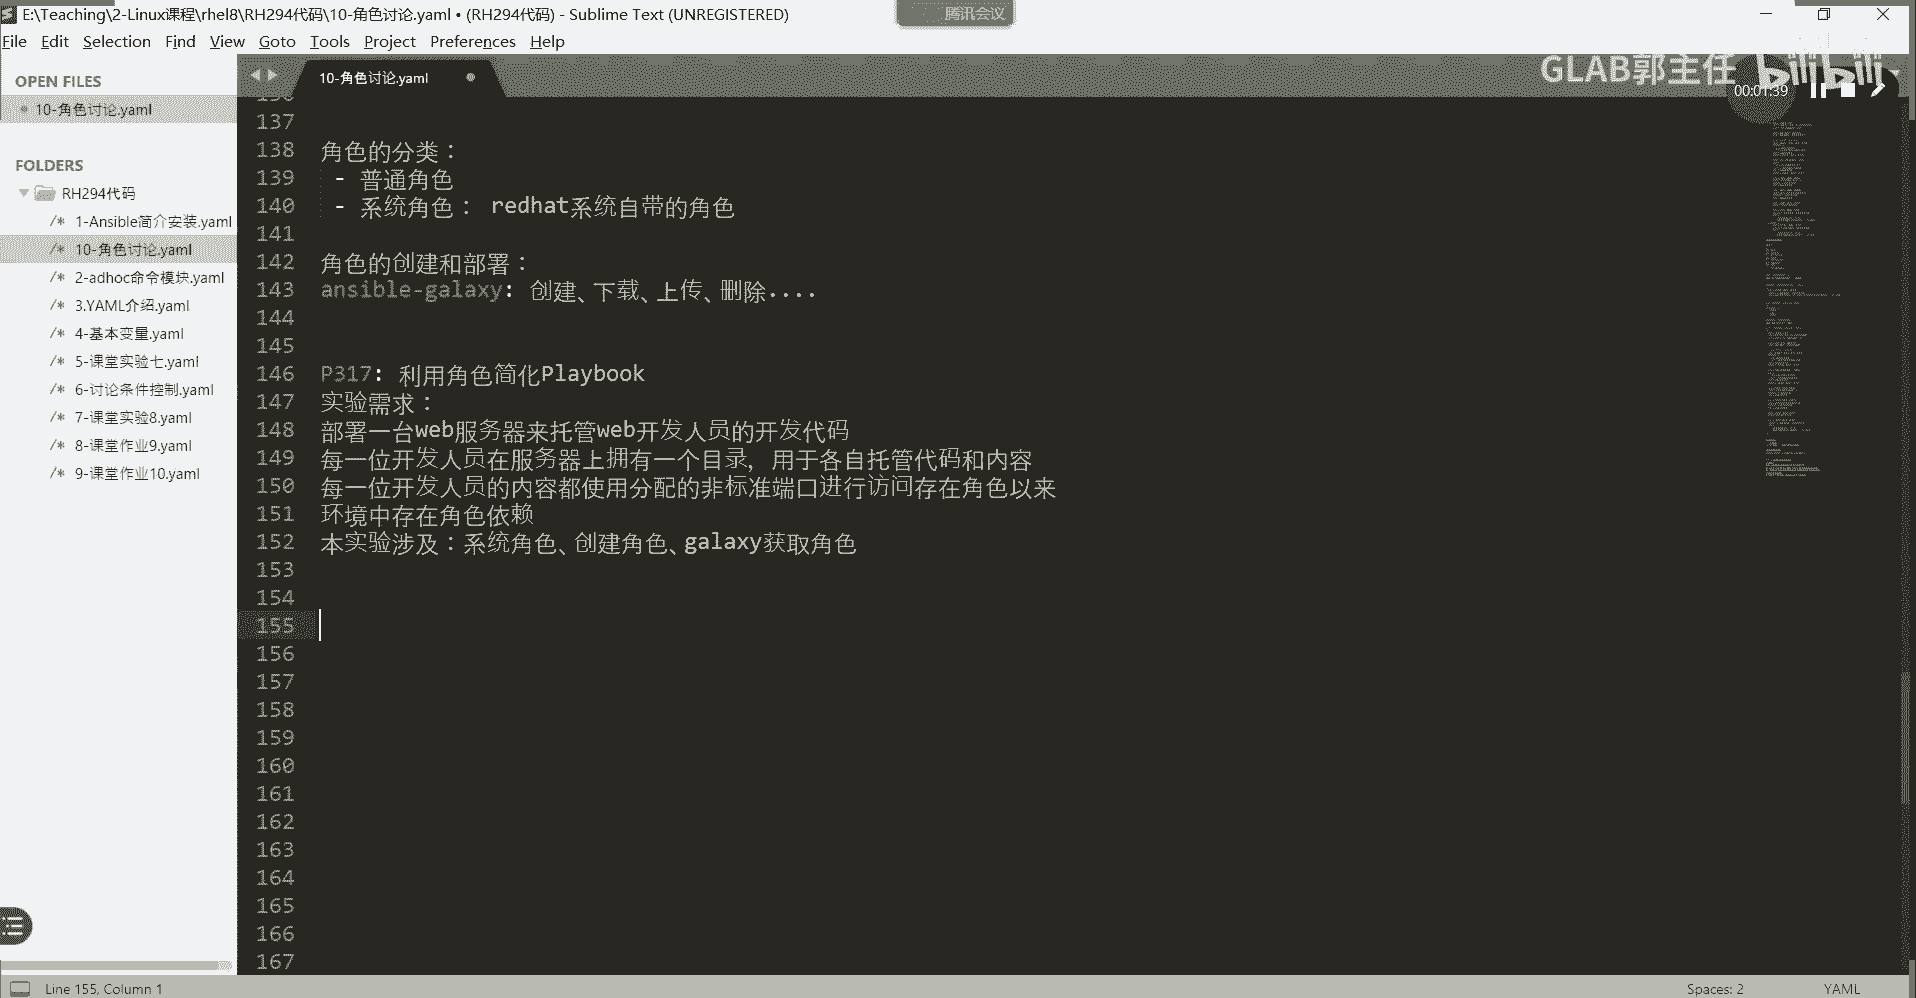 E:\Teaching\2-Linux课程\rhel8\RH294代码\10-角色讨论.yaml • (RH294代码) - Sublime Text (UNREGISTERED)
腾讯会议
File Edit Selection Find View Goto Tools Project Preferences Help
GLAB郭主任 bilibili
00:01:39
OPEN FILES
10-角色讨论.yaml
FOLDERS
RH294代码
/* 1-Ansible简介安装.yaml
/* 10-角色讨论.yaml
/* 2-adhoc命令模块.yaml
/* 3.YAML介绍.yaml
/* 4-基本变量.yaml
/* 5-课堂实验七.yaml
/* 6-讨论条件控制.yaml
/* 7-课堂实验8.yaml
/* 8-课堂作业9.yaml
/* 9-课堂作业10.yaml
10-角色讨论.yaml
137
138 角色的分类：
139 - 普通角色
140 - 系统角色： redhat系统自带的角色
141
142 角色的创建和部署：
143 ansible-galaxy: 创建、下载、上传、删除....
144
145
146 P317: 利用角色简化Playbook
147 实验需求：
148 部署一台web服务器来托管web开发人员的开发代码
149 每一位开发人员在服务器上拥有一个目录，用于各自托管代码和内容
150 每一位开发人员的内容都使用分配的非标准端口进行访问存在角色以来
151 环境中存在角色依赖
152 本实验涉及：系统角色、创建角色、galaxy获取角色
153
154
155
156
157
158
159
160
161
162
163
164
165
166
167
Line 155, Column 1
Spaces: 2
YAML